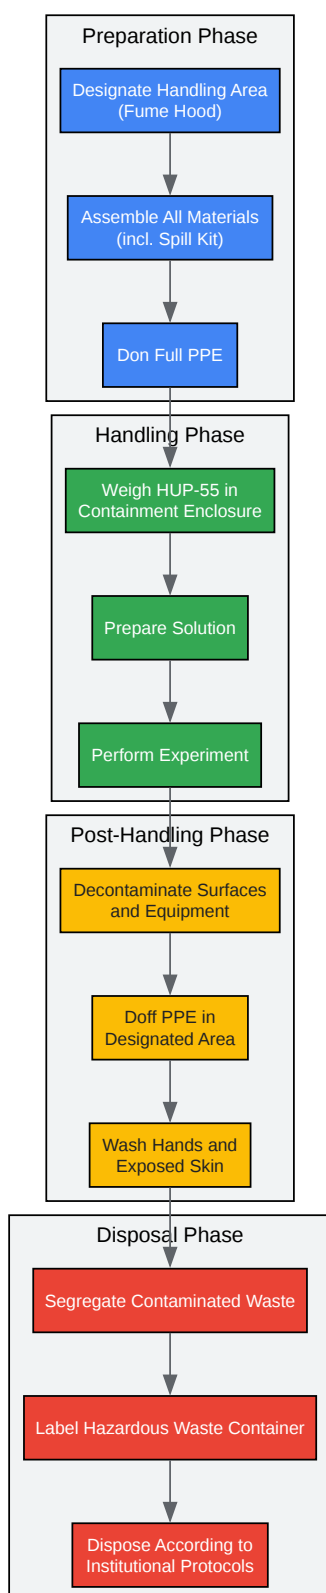 Preparation Phase
Designate Handling Area
(Fume Hood)
Assemble All Materials
(incl. Spill Kit)
Don Full PPE
Handling Phase
Weigh HUP-55 in
Containment Enclosure
Prepare Solution
Perform Experiment
Post-Handling Phase
Decontaminate Surfaces
and Equipment
Doff PPE in
Designated Area
Wash Hands and
Exposed Skin
Disposal Phase
Segregate Contaminated Waste
Label Hazardous Waste Container
Dispose According to
Institutional Protocols